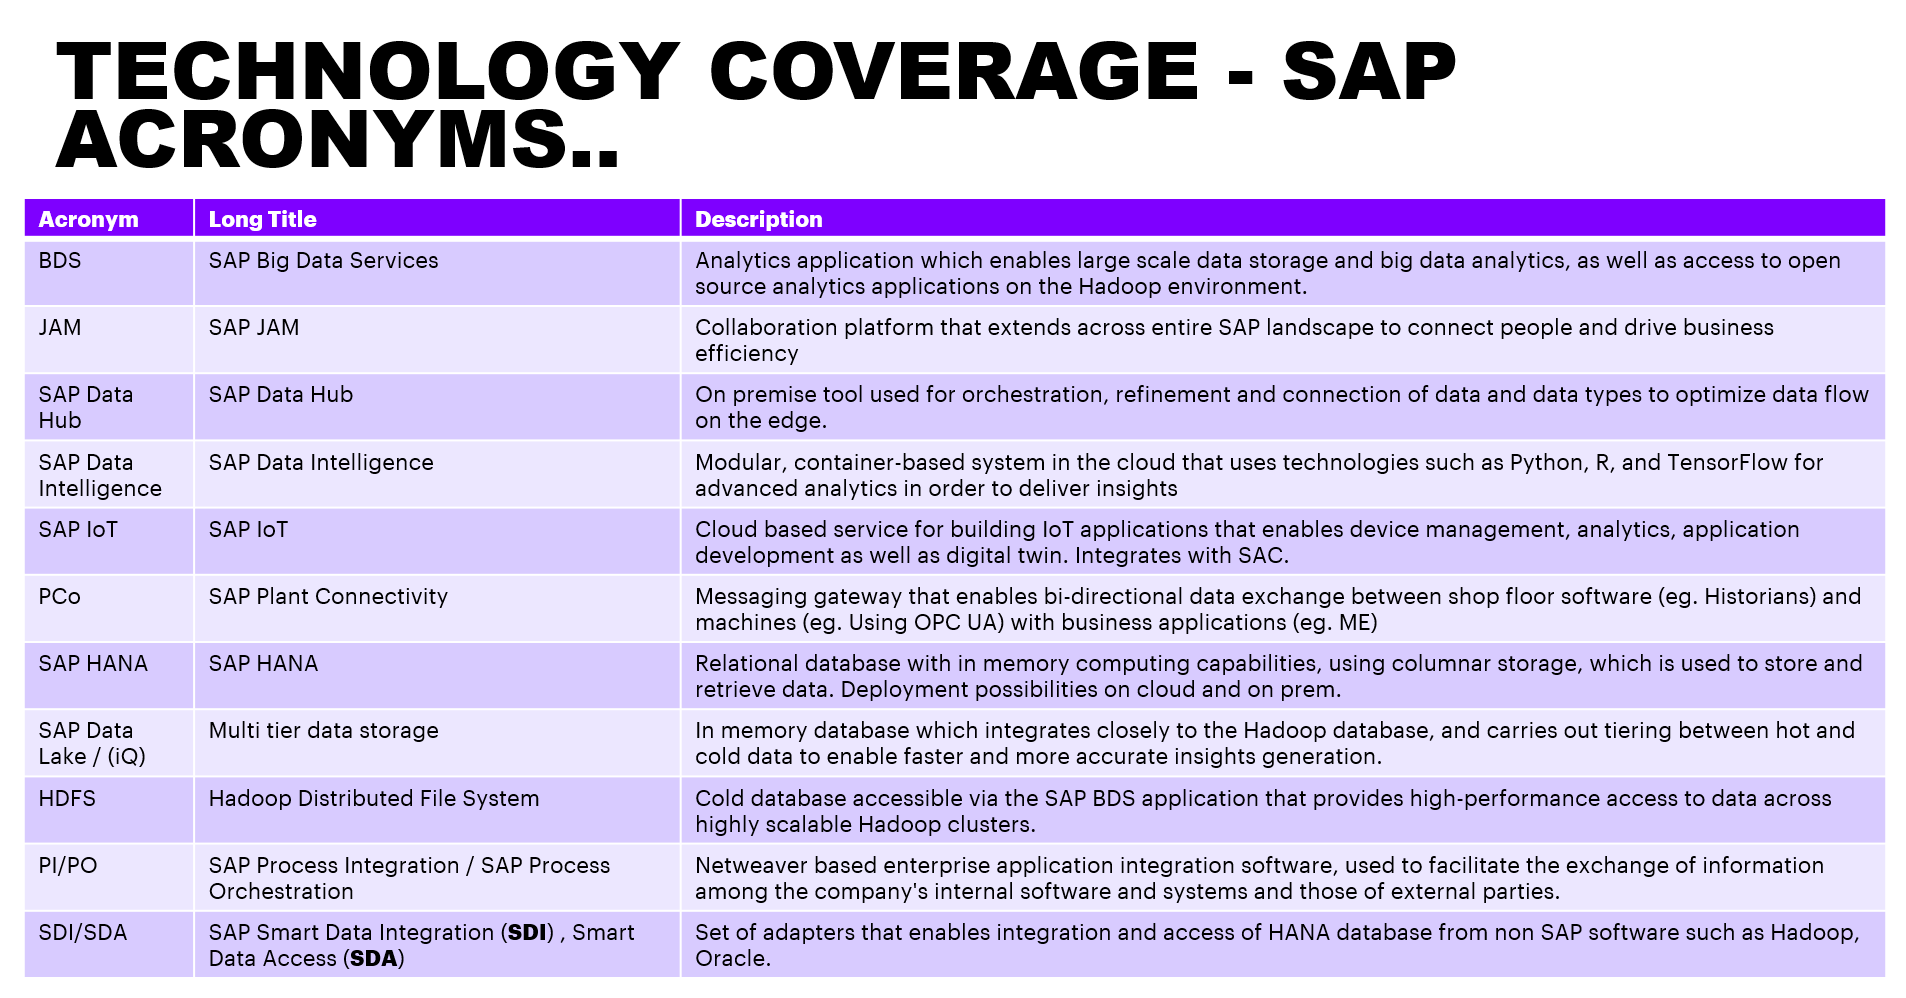 TECHNOLOGY COVERAGE - SAP
ACRONYMS..
Acronym Long Title Description
BDS SAP Big Data Services Analytics application which enables large scale data storage and big data analytics, as well as access to open
source analytics applications on the Hadoop environment.
JAM SAP JAM Collaboration platform that extends across entire SAP landscape to connect people and drive business
efficiency
SAP Data SAP Data Hub On premise tool used for orchestration, refinement and connection of data and data types to optimize data flow
Hub on the edge.
SAP Data SAP Data Intelligence Modular, container-based system in the cloud that uses technologies such as Python, R, and TensorFlow for
Intelligence advanced analytics in order to deliver insights
SAP IoT SAP IoT Cloud based service for building IoT applications that enables device management, analytics, application
development as well as digital twin. Integrates with SAC.
PCo SAP Plant Connectivity Messaging gateway that enables bi-directional data exchange between shop floor software (eg. Historians) and
machines (eg. Using OPC UA) with business applications (eg. ME)
SAP HANA SAP HANA Relational database with in memory computing capabilities, using columnar storage, which is used to store and
retrieve data. Deployment possibilities on cloud and on prem.
SAP Data Multi tier data storage In memory database which integrates closely to the Hadoop database, and carries out tiering between hot and
Lake / (iQ) cold data to enable faster and more accurate insights generation.
HDFS Hadoop Distributed File System Cold database accessible via the SAP BDS application that provides high-performance access to data across
highly scalable Hadoop clusters.
PI/PO SAP Process Integration / SAP Process Netweaver based enterprise application integration software, used to facilitate the exchange of information
Orchestration among the company's internal software and systems and those of external parties.
SDI/SDA SAP Smart Data Integration (SDI) , Smart Set of adapters that enables integration and access of HANA database from non SAP software such as Hadoop,
Data Access (SDA) Oracle.